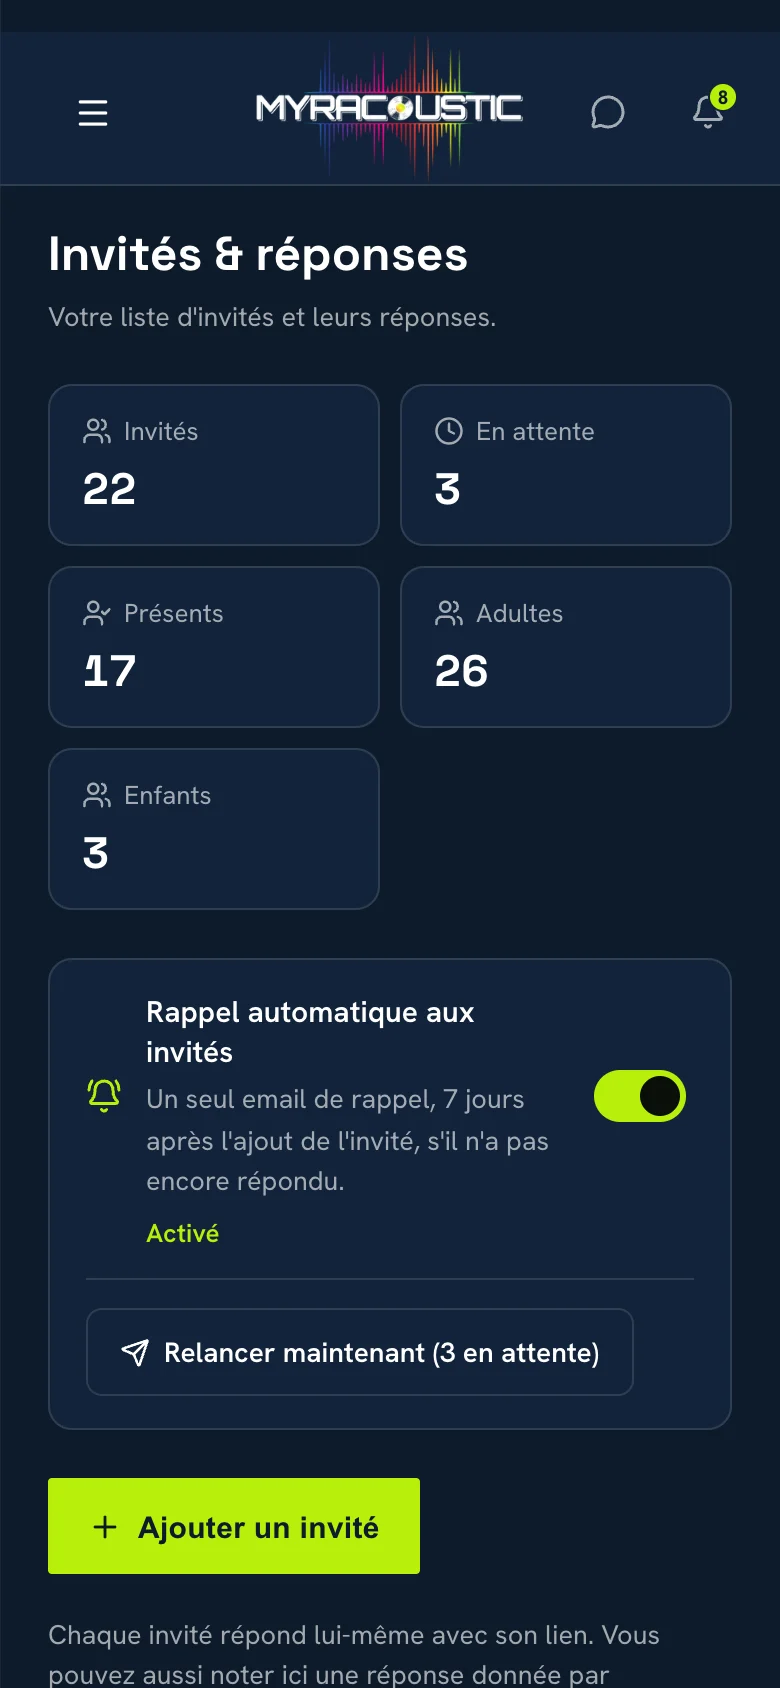 MYRACOUSTIC
8
Invités & réponses
Votre liste d'invités et leurs réponses.
Invités
22
En attente
3
Présents
17
Adultes
26
Enfants
3
Rappel automatique aux
invités
Un seul email de rappel, 7 jours
après l'ajout de l'invité, s'il n'a pas
encore répondu.
Activé
Relancer maintenant (3 en attente)
Ajouter un invité
Chaque invité répond lui-même avec son lien. Vous
pouvez aussi noter ici une réponse donnée par